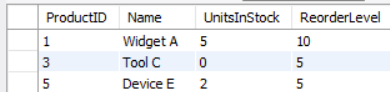 ProductID Name UnitsInStock ReorderLevel
1 Widget A 5 10
3 Tool C 0 5
5 Device E 2 5